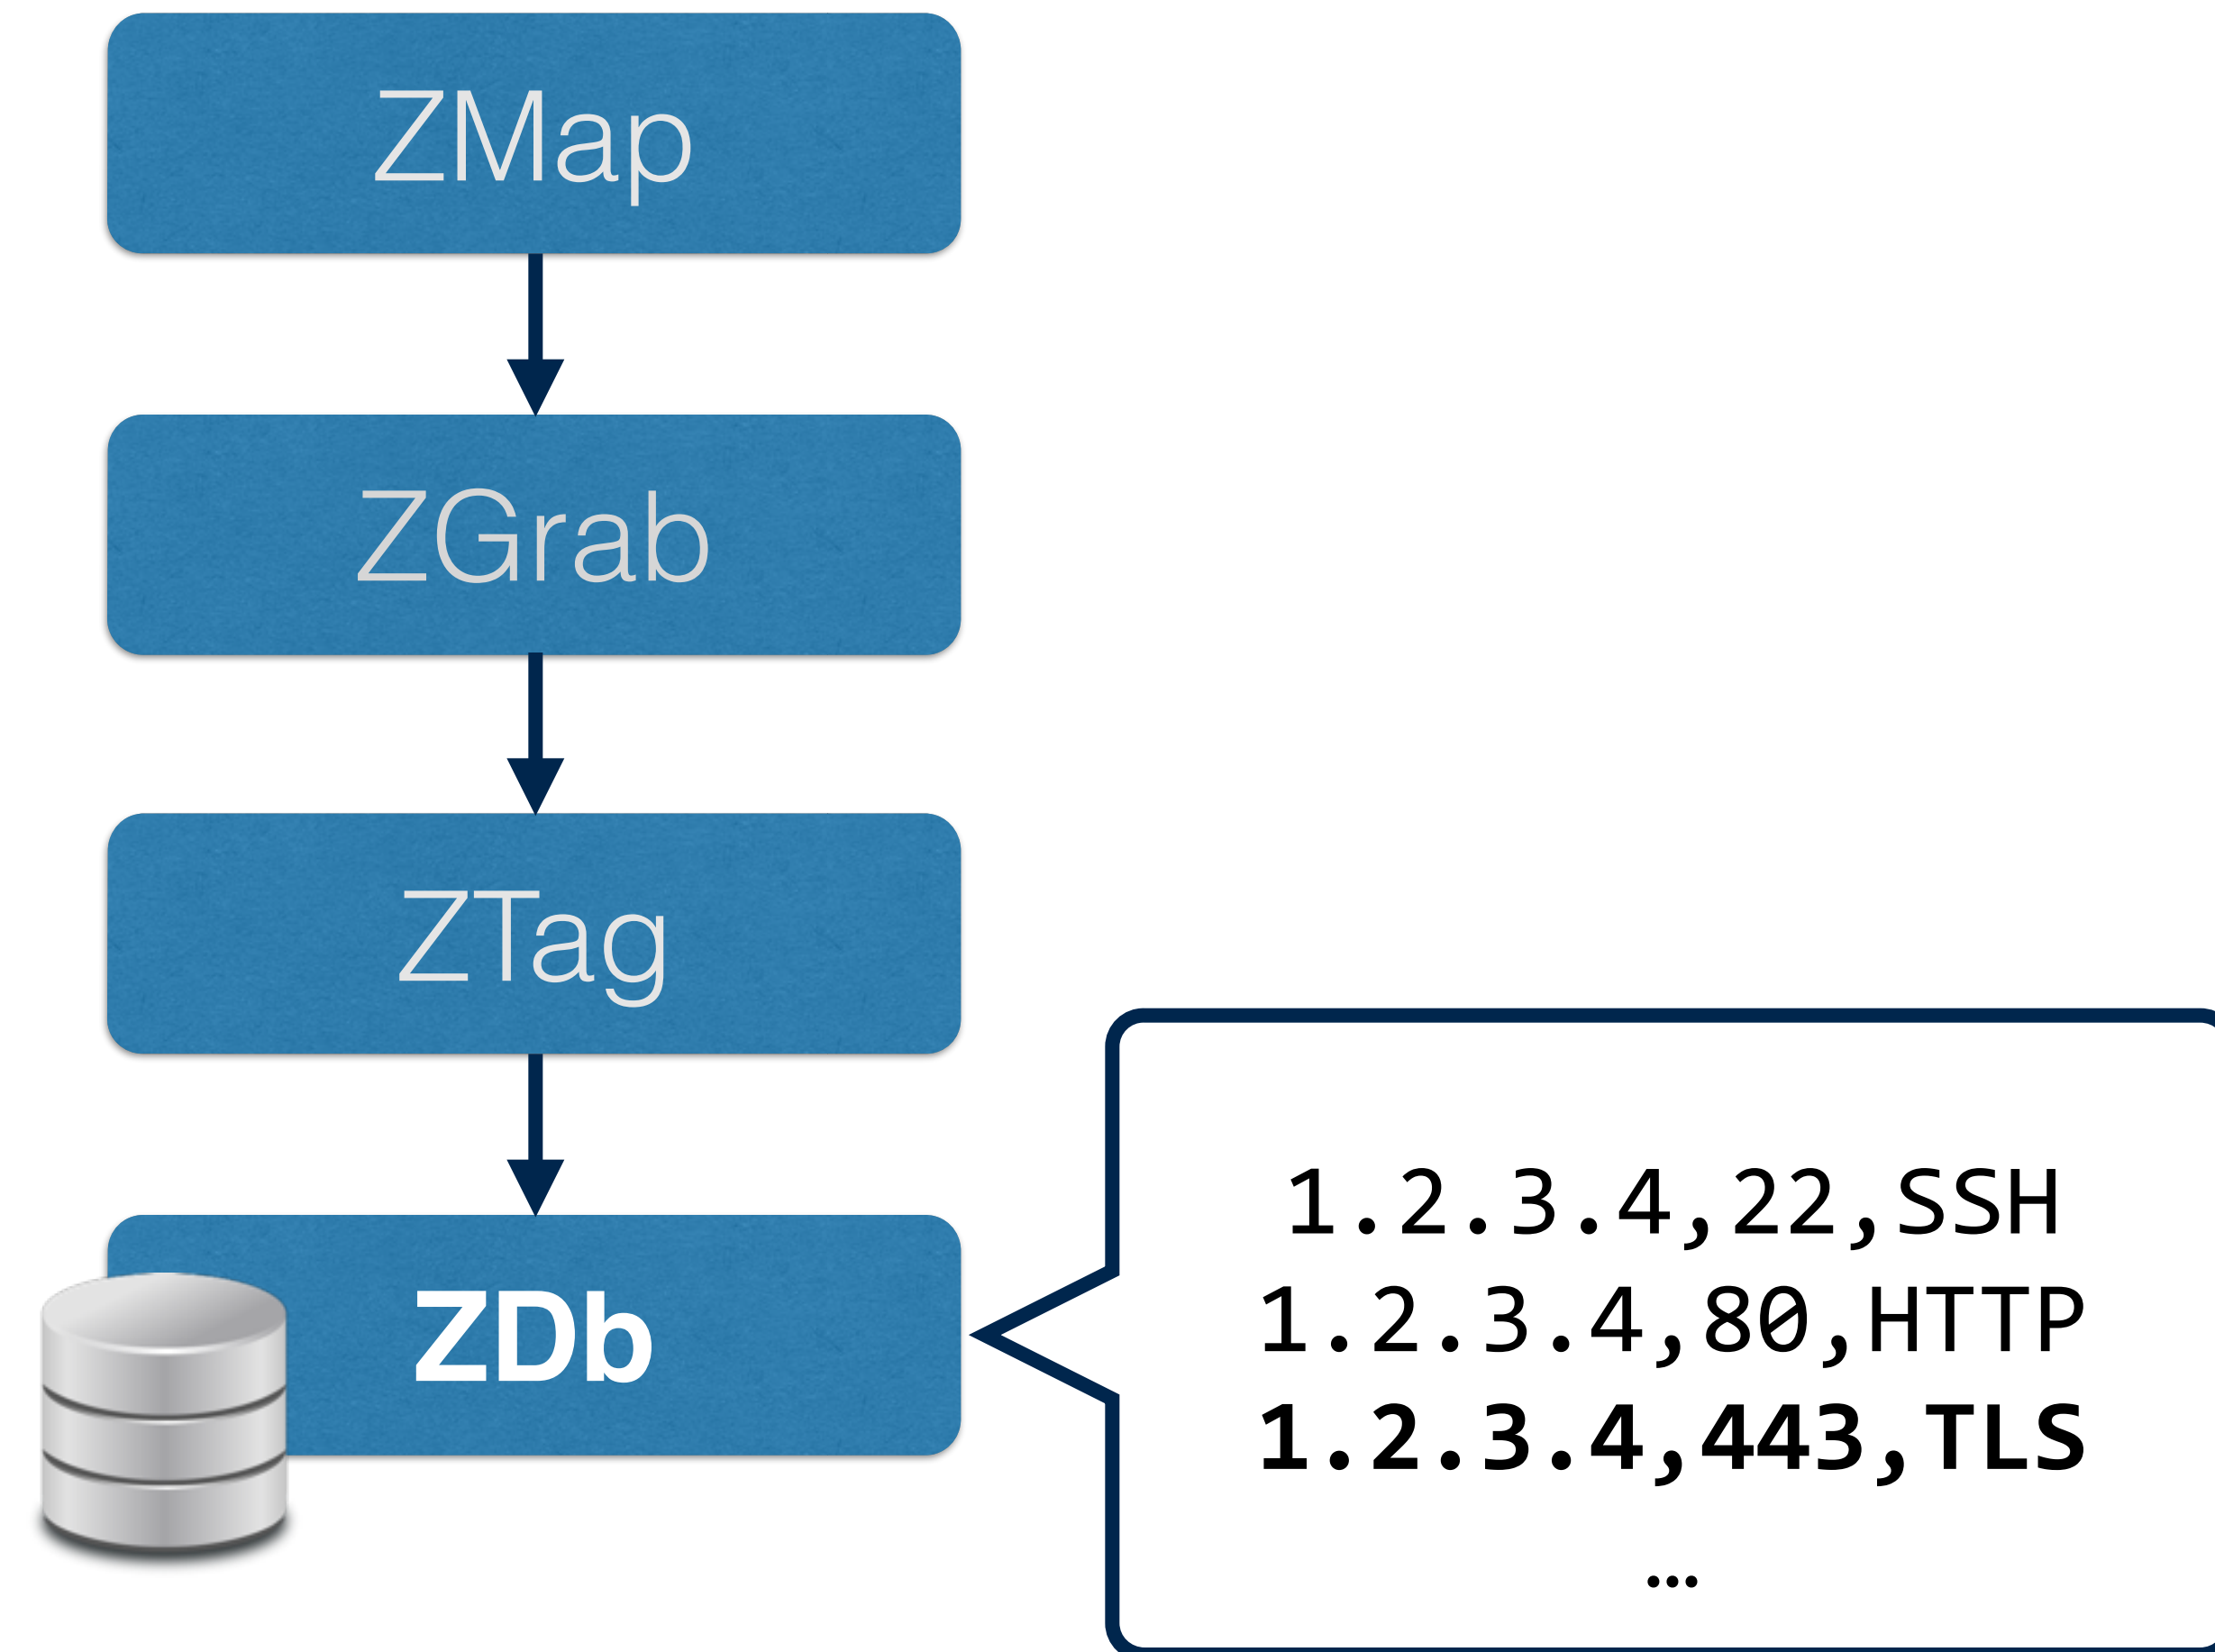 ZMap
ZGrab
ZTag
ZDb
1.2.3.4,22,SSH
1.2.3.4,80,HTTP
1.2.3.4,443,TLS
…